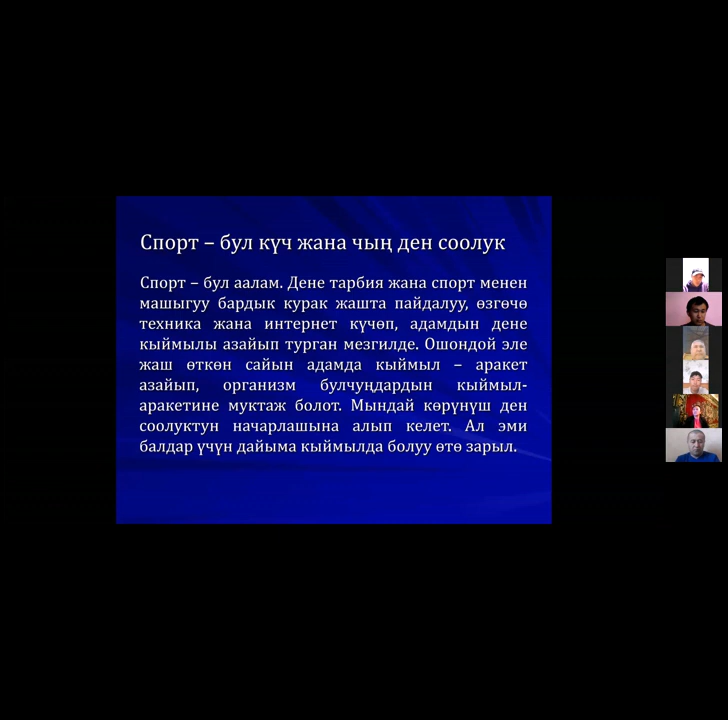 Спорт – бул күч жана чың ден соолук
Спорт – бул аалам. Дене тарбия жана спорт менен
машыгуу бардык курак жашта пайдалуу, өзгөчө
техника жана интернет күчөп, адамдын дене
кыймылы азайып турган мезгилде. Ошондой эле
жаш өткөн сайын адамда кыймыл – аракет
азайып, организм булчуңдардын кыймыл-
аракетине муктаж болот. Мындай көрүнүш ден
соолуктун начарлашына алып келет. Ал эми
балдар үчүн дайыма кыймылда болуу өтө зарыл.